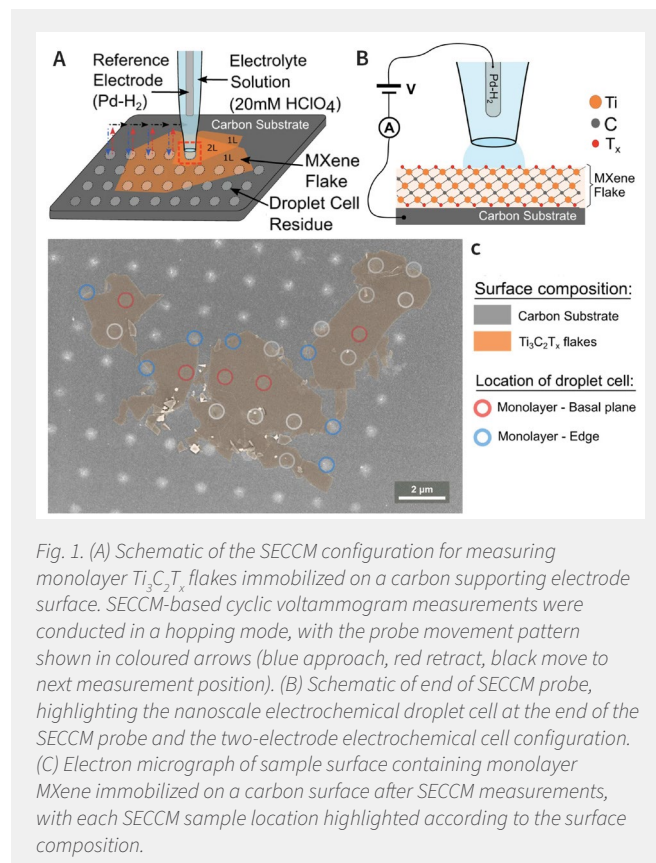 A
Reference
Electrode
(Pd-H2)
Electrolyte
Solution
(20mM HClO4)
Carbon Substrate
1L
2L
1L
MXene
Flake
Droplet Cell
Residue
B
V
A
Pd-H2
Ti
C
Tx
MXene
Flake
Carbon Substrate
C
Surface composition:
Carbon Substrate
Ti3C2Tx flakes
Location of droplet cell:
Monolayer - Basal plane
Monolayer - Edge
2 µm
Fig. 1. (A) Schematic of the SECCM configuration for measuring
monolayer Ti3C2Tx flakes immobilized on a carbon supporting electrode
surface. SECCM-based cyclic voltammogram measurements were
conducted in a hopping mode, with the probe movement pattern
shown in coloured arrows (blue approach, red retract, black move to
next measurement position). (B) Schematic of end of SECCM probe,
highlighting the nanoscale electrochemical droplet cell at the end of the
SECCM probe and the two-electrode electrochemical cell configuration.
(C) Electron micrograph of sample surface containing monolayer
MXene immobilized on a carbon surface after SECCM measurements,
with each SECCM sample location highlighted according to the surface
composition.